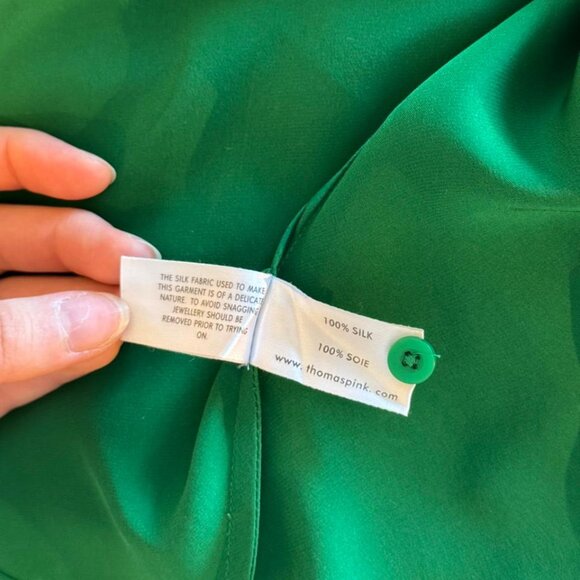 THE SILK FABRIC USED TO MAKE
THIS GARMENT IS OF A DELICATE
NATURE. TO AVOID SNAGGING
JEWELLERY SHOULD BE
REMOVED PRIOR TO TRYING
ON.
100% SILK
100% SOIE
www.thomaspink.com